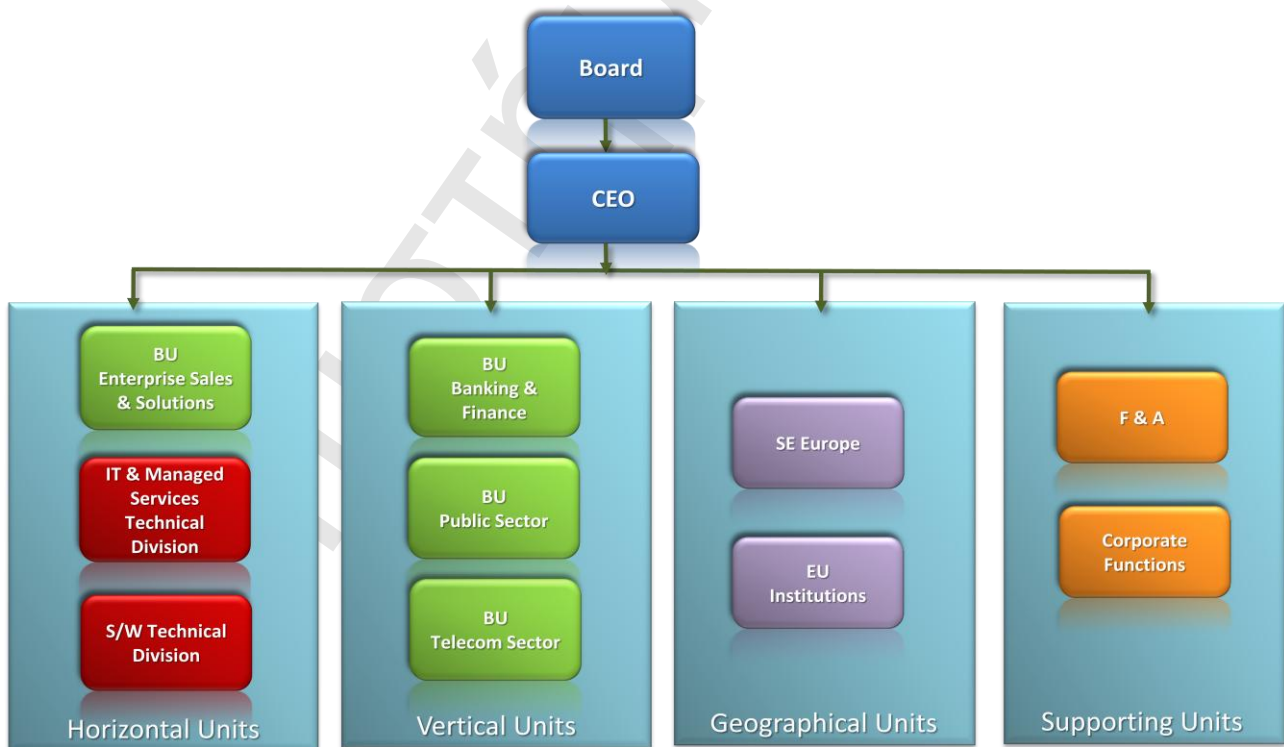 Board
CEO
BU
Enterprise Sales
& Solutions
IT & Managed
Services
Technical
Division
S/W Technical
Division
Horizontal Units
BU
Banking &
Finance
BU
Public Sector
BU
Telecom Sector
Vertical Units
SE Europe
EU
Institutions
Geographical Units
F & A
Corporate
Functions
Supporting Units